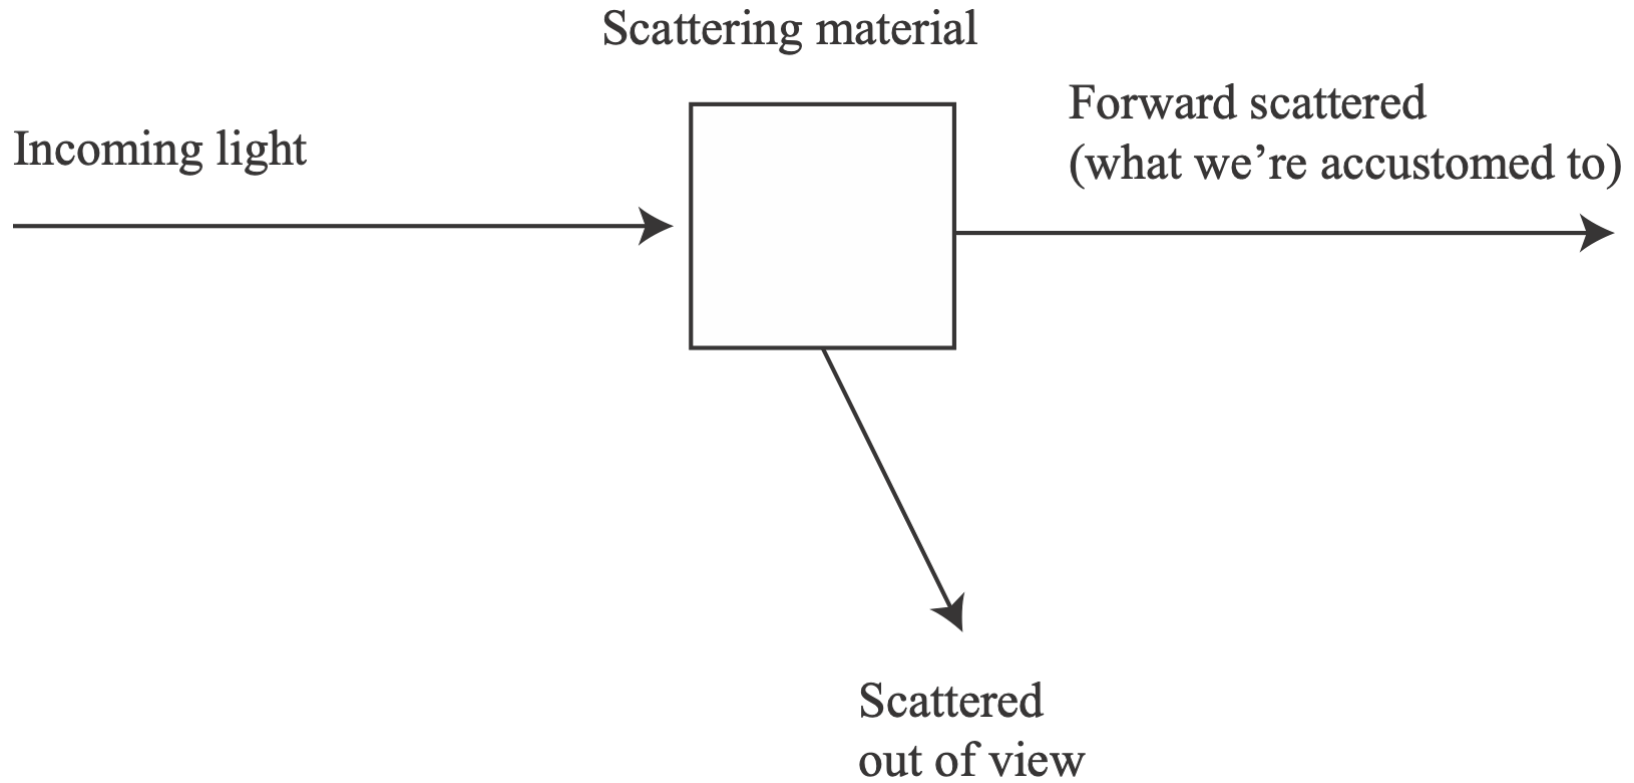 Scattering material
Incoming light
Forward scattered
(what we’re accustomed to)
Scattered
out of view